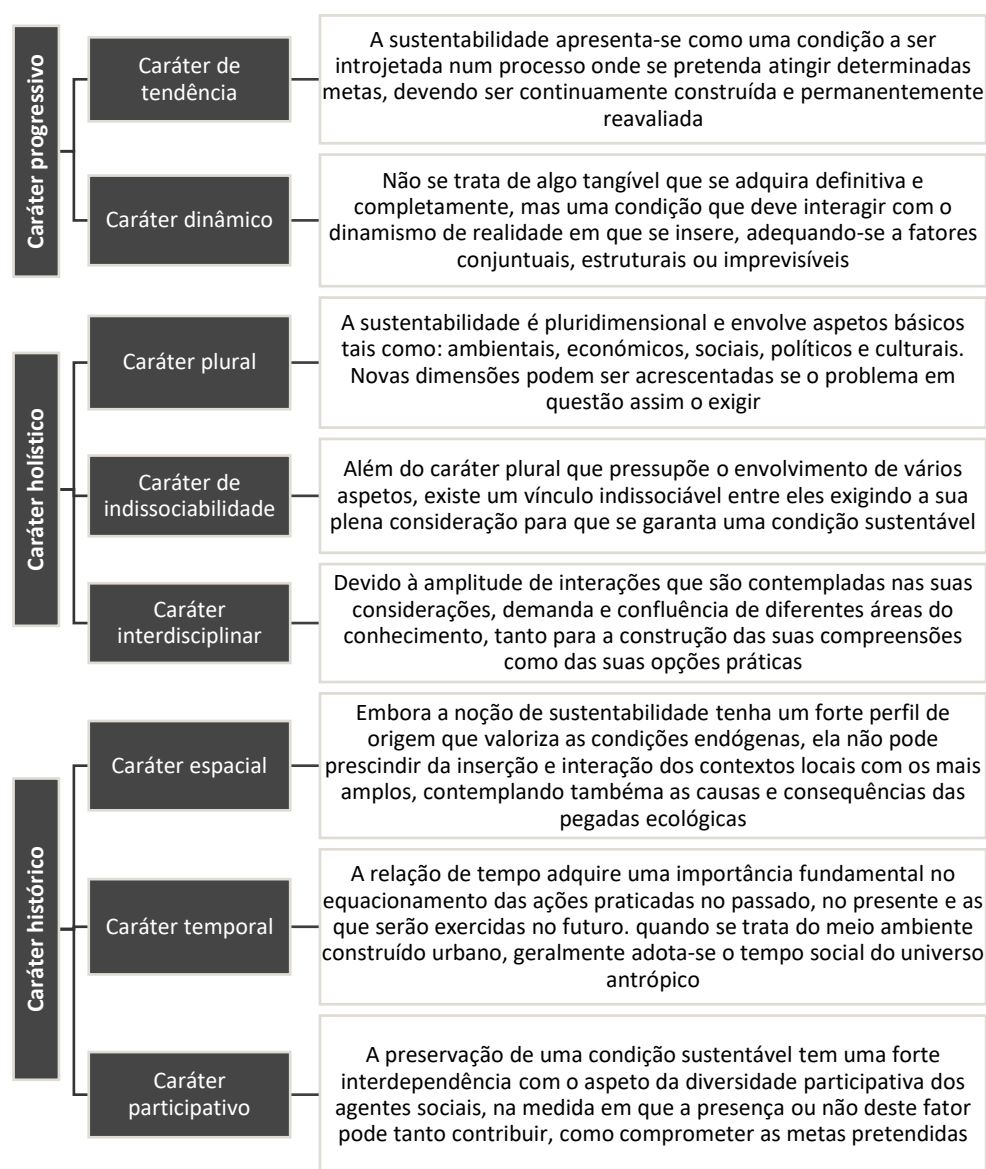 Caráter progressivo
Caráter de
tendência
A sustentabilidade apresenta-se como uma condição a ser
introjetada num processo onde se pretenda atingir determinadas
metas, devendo ser continuamente construída e permanentemente
reavaliada
Caráter dinâmico
Não se trata de algo tangível que se adquira definitiva e
completamente, mas uma condição que deve interagir com o
dinamismo de realidade em que se insere, adequando-se a fatores
conjuntuais, estruturais ou imprevisíveis
Caráter holístico
Caráter plural
A sustentabilidade é pluridimensional e envolve aspetos básicos
tais como: ambientais, económicos, sociais, políticos e culturais.
Novas dimensões podem ser acrescentadas se o problema em
questão assim o exigir
Caráter de
indissociabilidade
Além do caráter plural que pressupõe o envolvimento de vários
aspetos, existe um vínculo indissociável entre eles exigindo a sua
plena consideração para que se garanta uma condição sustentável
Caráter
interdisciplinar
Devido à amplitude de interações que são contempladas nas suas
considerações, demanda e confluência de diferentes áreas do
conhecimento, tanto para a construção das suas compreensões
como das suas opções práticas
Caráter histórico
Caráter espacial
Embora a noção de sustentabilidade tenha um forte perfil de
origem que valoriza as condições endógenas, ela não pode
prescindir da inserção e interação dos contextos locais com os mais
amplos, contemplando tambéma as causas e consequências das
pegadas ecológicas
Caráter temporal
A relação de tempo adquire uma importância fundamental no
equacionamento das ações praticadas no passado, no presente e as
que serão exercidas no futuro. quando se trata do meio ambiente
construído urbano, geralmente adota-se o tempo social do universo
antrópico
Caráter
participativo
A preservação de uma condição sustentável tem uma forte
interdependência com o aspeto da diversidade participativa dos
agentes sociais, na medida em que a presença ou não deste fator
pode tanto contribuir, como comprometer as metas pretendidas